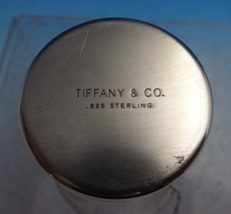 TIFFANY & CO.
.925 STERLING